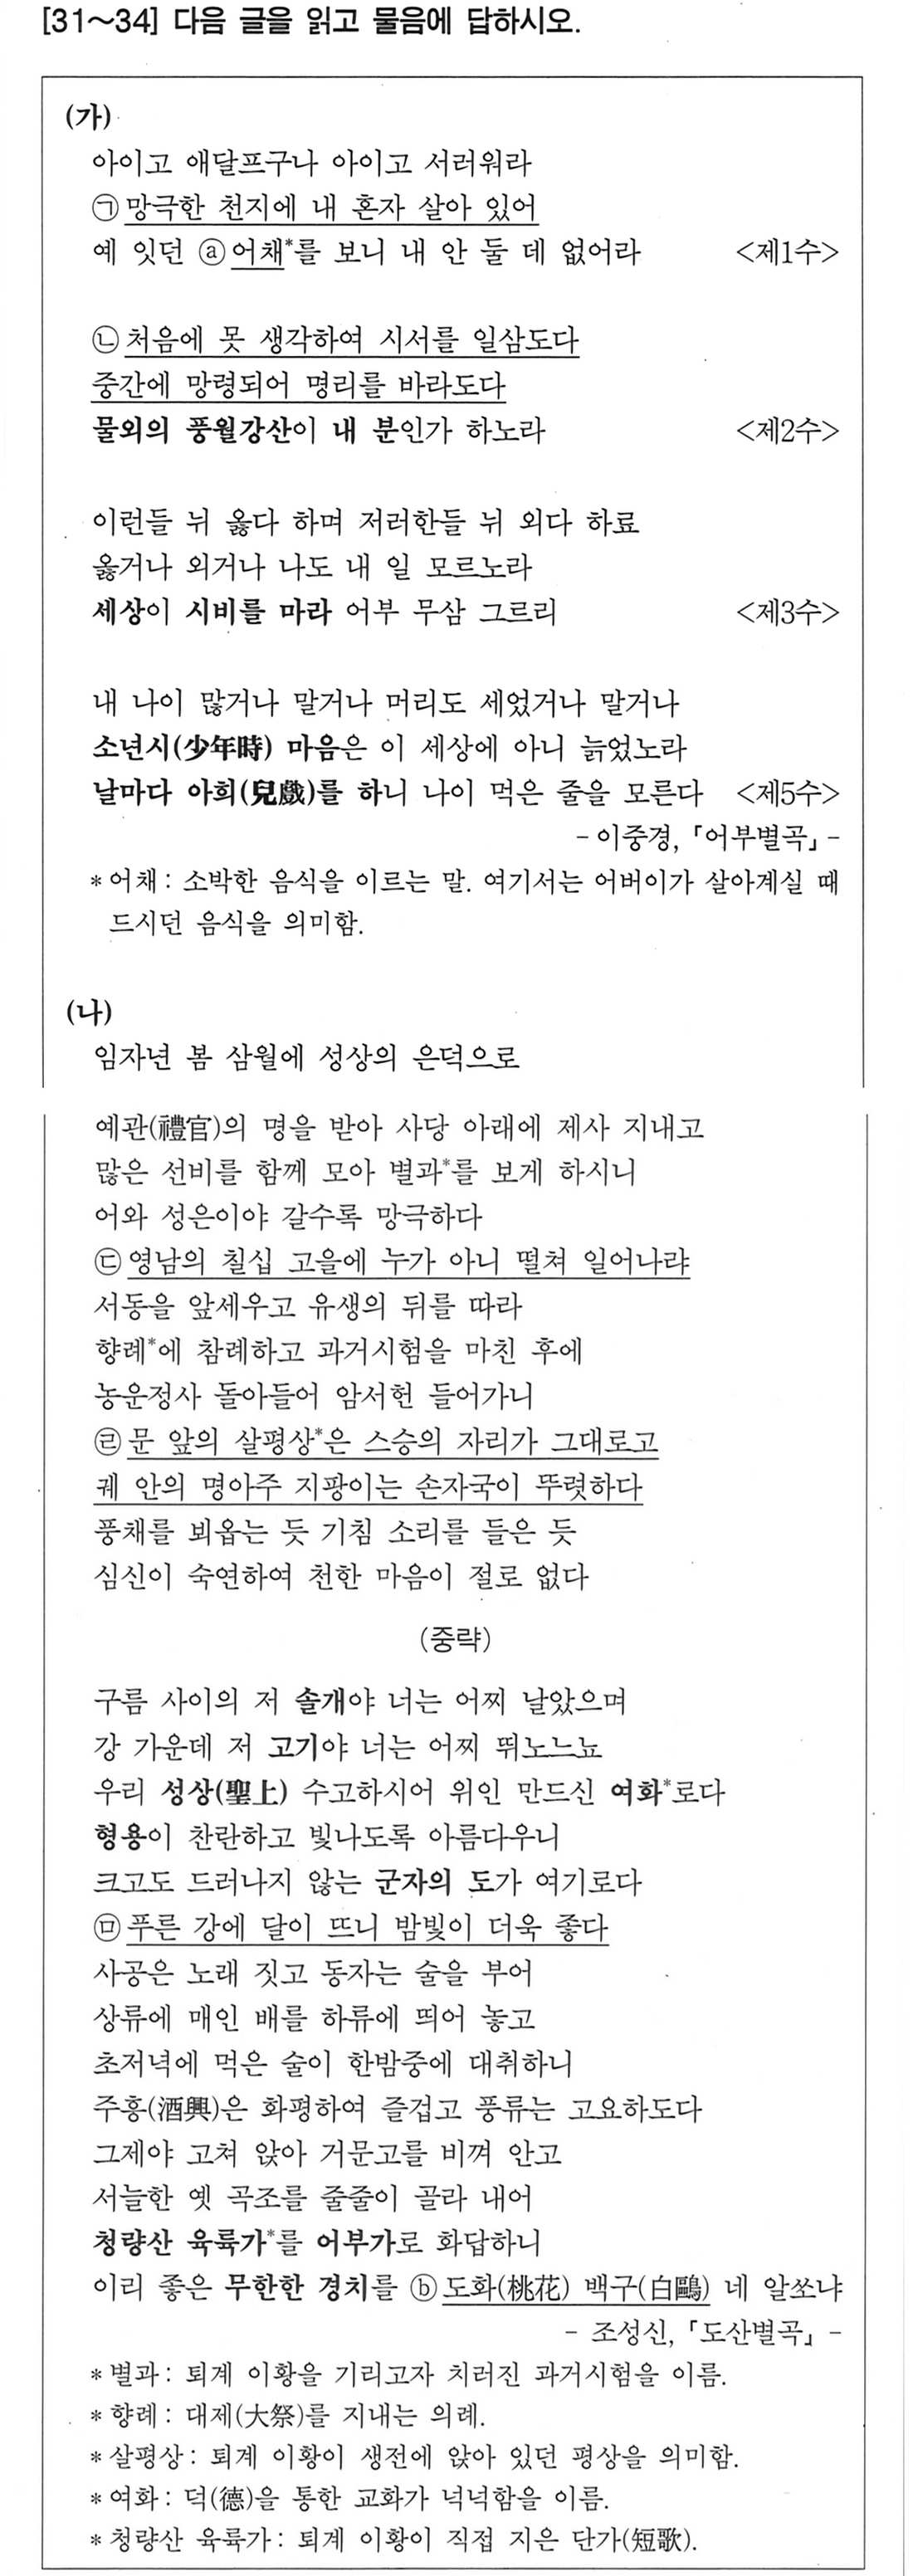 [31~34] 다음 글을 읽고 물음에 답하시오.
(가)
아이고 애달프구나 아이고 서러워라
㉠망극한 천지에 내 혼자 살아 있어
예 잇던 ⓐ어채*를 보니 내 안 둘 데 없어라 <제1수>
㉡처음에 못 생각하여 시서를 일삼도다
중간에 망령되어 명리를 바라도다
물외의 풍월강산이 내 분인가 하노라 <제2수>
이런들 뉘 옳다 하며 저러한들 뉘 외다 하료
옳거나 외거나 나도 내 일 모르노라
세상이 시비를 마라 어부 무삼 그르리 <제3수>
내 나이 많거나 말거나 머리도 세었거나 말거나
소년시(少年時) 마음은 이 세상에 아니 늙었노라
날마다 아희(兒戲)를 하니 나이 먹은 줄을 모른다 <제5수>
- 이중경, 「어부별곡」 -
* 어채 : 소박한 음식을 이르는 말. 여기서는 어버이가 살아계실 때
드시던 음식을 의미함.
(나)
임자년 봄 삼월에 성상의 은덕으로
예관(禮官)의 명을 받아 사당 아래에 제사 지내고
많은 선비를 함께 모아 별과*를 보게 하시니
어와 성은이야 갈수록 망극하다
㉢영남의 칠십 고을에 누가 아니 떨쳐 일어나랴
서동을 앞세우고 유생의 뒤를 따라
향례*에 참례하고 과거시험을 마친 후에
농운정사 돌아들어 암서헌 들어가니
㉣문 앞의 살평상*은 스승의 자리가 그대로고
궤 안의 명아주 지팡이는 손자국이 뚜렷하다
풍채를 뵈옵는 듯 기침 소리를 들은 듯
심신이 숙연하여 천한 마음이 절로 없다
(중략)
구름 사이의 저 솔개야 너는 어찌 날았으며
강 가운데 저 고기야 너는 어찌 뛰노느뇨
우리 성상(聖上) 수고하시어 위인 만드신 여화*로다
형용이 찬란하고 빛나도록 아름다우니
크고도 드러나지 않는 군자의 도가 여기로다
㉤푸른 강에 달이 뜨니 밤빛이 더욱 좋다
사공은 노래 짓고 동자는 술을 부어
상류에 매인 배를 하류에 띄어 놓고
초저녁에 먹은 술이 한밤중에 대취하니
주흥(酒興)은 화평하여 즐겁고 풍류는 고요하도다
그제야 고쳐 앉아 거문고를 비껴 안고
서늘한 옛 곡조를 줄줄이 골라 내어
청량산 육륙가*를 어부가로 화답하니
이리 좋은 무한한 경치를 ⓑ도화(桃花) 백구(白鷗) 네 알쏘냐
- 조성신, 「도산별곡」 -
* 별과 : 퇴계 이황을 기리고자 치러진 과거시험을 이름.
* 향례 : 대제(大祭)를 지내는 의례.
* 살평상 : 퇴계 이황이 생전에 앉아 있던 평상을 의미함.
* 여화 : 덕(德)을 통한 교화가 넉넉함을 이름.
* 청량산 육륙가 : 퇴계 이황이 직접 지은 단가(短歌).